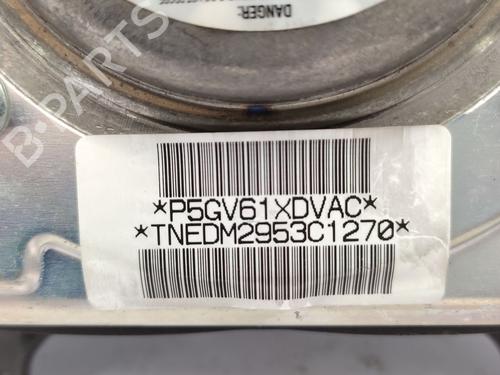 DANGER:
B-PARTS
*P5GV61XDVAC*
*TNEDM2953C1270*